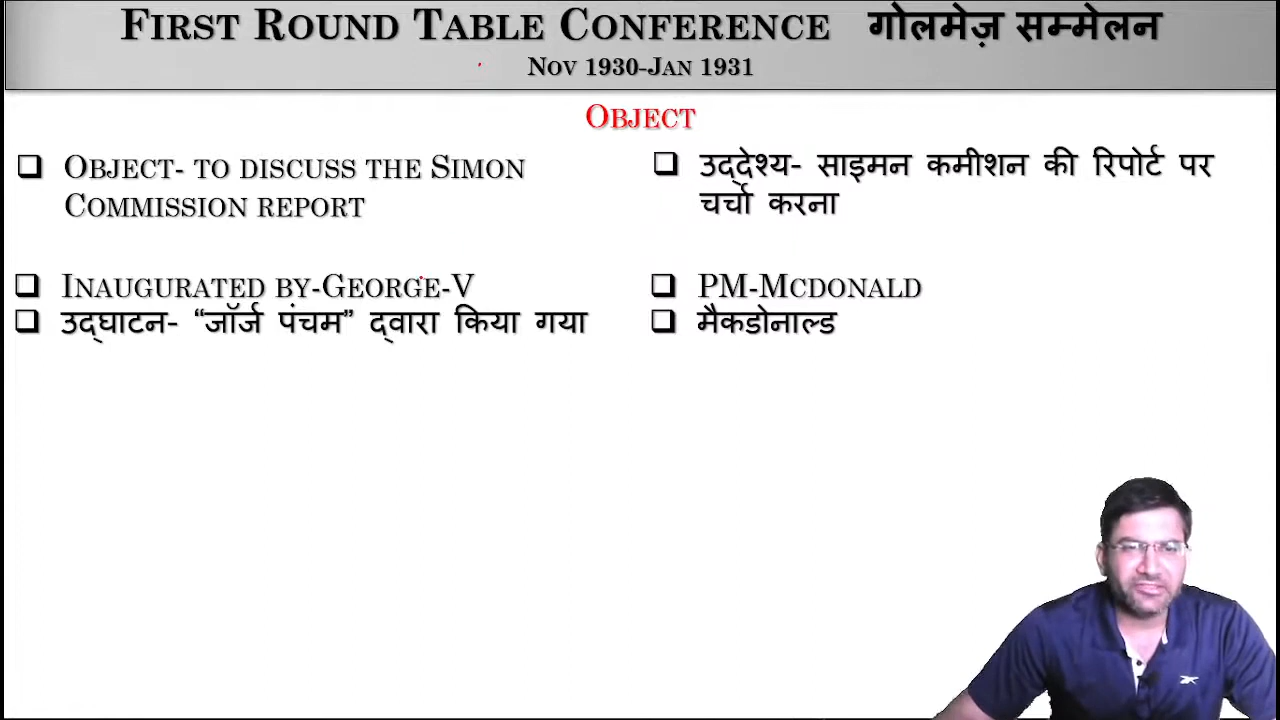 First Round Table Conference गोलमेज़ सम्मेलन
Nov 1930-Jan 1931
Object
Object- to discuss the Simon
Commission report
उद्देश्य- साइमन कमीशन की रिपोर्ट पर
चर्चा करना
Inaugurated by-George-V
उद्घाटन- “जॉर्ज पंचम” द्वारा किया गया
PM-Mcdonald
मैकडोनाल्ड